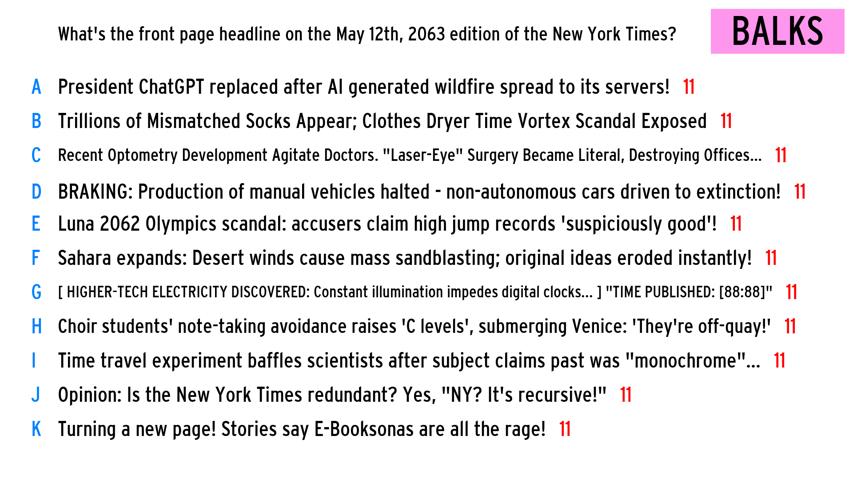 What's the front page headline on the May 12th, 2063 edition of the New York Times?
BALKS
A President ChatGPT replaced after AI generated wildfire spread to its servers! 11
B Trillions of Mismatched Socks Appear; Clothes Dryer Time Vortex Scandal Exposed 11
C Recent Optometry Development Agitate Doctors. "Laser-Eye" Surgery Became Literal, Destroying Offices... 11
D BRAKING: Production of manual vehicles halted - non-autonomous cars driven to extinction! 11
E Luna 2062 Olympics scandal: accusers claim high jump records 'suspiciously good'! 11
F Sahara expands: Desert winds cause mass sandblasting; original ideas eroded instantly! 11
G [ HIGHER-TECH ELECTRICITY DISCOVERED: Constant illumination impedes digital clocks... ] "TIME PUBLISHED: [88:88]" 11
H Choir students' note-taking avoidance raises 'C levels', submerging Venice: 'They're off-quay!' 11
I Time travel experiment baffles scientists after subject claims past was "monochrome"... 11
J Opinion: Is the New York Times redundant? Yes, "NY? It's recursive!" 11
K Turning a new page! Stories say E-Booksonas are all the rage! 11